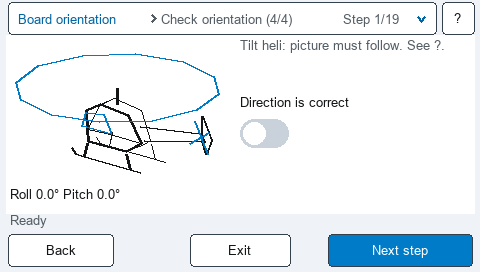 Board orientation > Check orientation (4/4) Step 1/19 ?
Tilt heli: picture must follow. See ?.
Direction is correct
Roll 0.0° Pitch 0.0°
Ready
Back Exit Next step